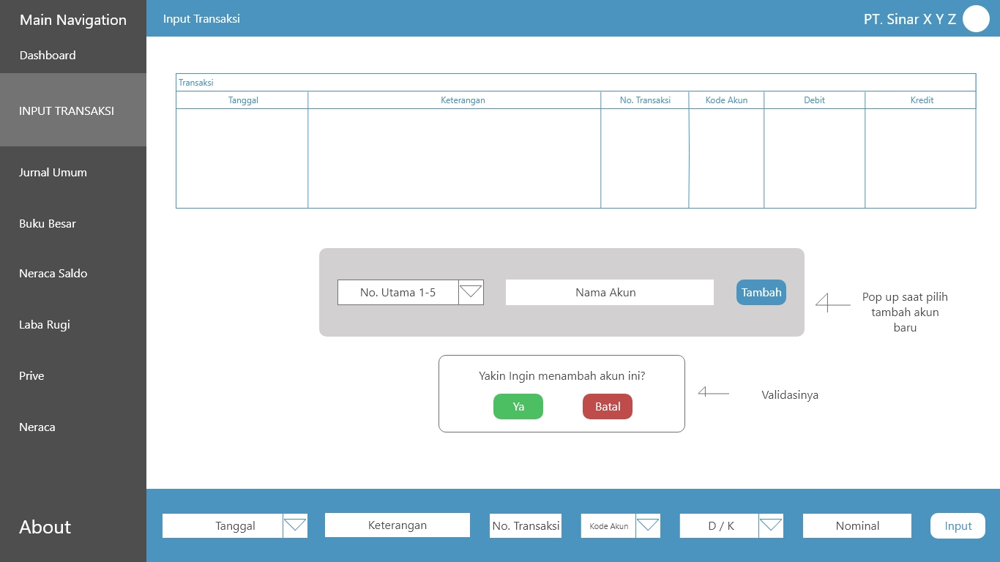 Main Navigation
Dashboard
INPUT TRANSAKSI
Jurnal Umum
Buku Besar
Neraca Saldo
Laba Rugi
Prive
Neraca
About
Input Transaksi
PT. Sinar X Y Z
Transaksi
Tanggal Keterangan No. Transaksi Kode Akun Debit Kredit
No. Utama 1-5 Nama Akun Tambah
Pop up saat pilih
tambah akun
baru
Yakin Ingin menambah akun ini?
Ya Batal
Validasinya
Tanggal Keterangan No. Transaksi Kode Akun D / K Nominal Input